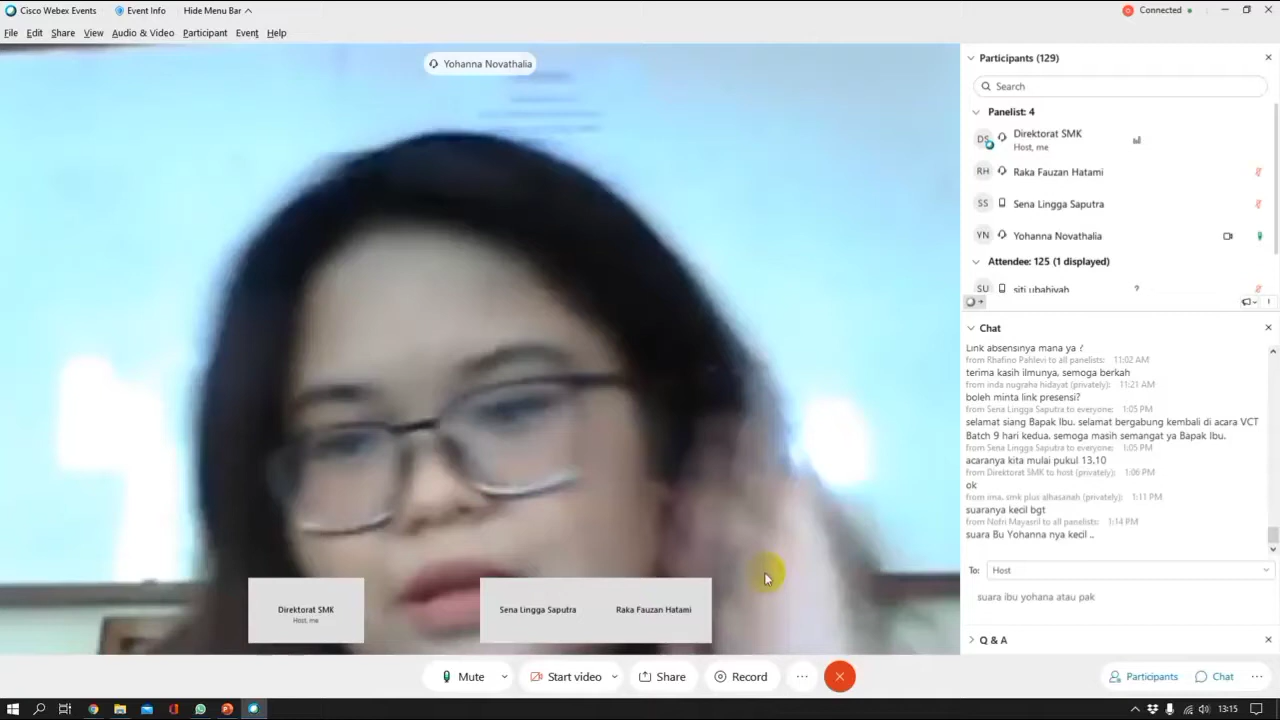 Cisco Webex Events
Event Info
Hide Menu Bar
Connected
File Edit Share View Audio & Video Participant Event Help
Yohanna Novathalia
Direktorat SMK
Host, me
Sena Lingga Saputra
Raka Fauzan Hatami
Participants (129)
Search
Panelist: 4
DS Direktorat SMK
Host, me
RH Raka Fauzan Hatami
SS Sena Lingga Saputra
YN Yohanna Novathalia
Attendee: 125 (1 displayed)
SU siti ubahiyah
Chat
Link absensinya mana ya ?
from Rhafino Pahlevi to all panelists: 11:02 AM
terima kasih ilmunya, semoga berkah
from inda nugraha hidayat (privately): 11:21 AM
boleh minta link presensi?
from Sena Lingga Saputra to everyone: 1:05 PM
selamat siang Bapak Ibu. selamat bergabung kembali di acara VCT
Batch 9 hari kedua. semoga masih semangat ya Bapak Ibu.
from Sena Lingga Saputra to everyone: 1:05 PM
acaranya kita mulai pukul 13.10
from Direktorat SMK to host (privately): 1:06 PM
ok
from ima. smk plus alhasanah (privately): 1:11 PM
suaranya kecil bgt
from Nofri Mayasril to all panelists: 1:14 PM
suara Bu Yohanna nya kecil ..
To: Host
suara ibu yohana atau pak
Q & A
Mute
Start video
Share
Record
Participants
Chat
13:15